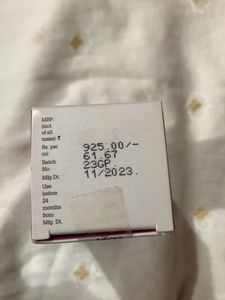 MRP.
(incl.
of all
taxes): ₹
Rs. per
ml.
Batch
No:
Mfg Dt:
Use
before
24
months
from
Mfg. Dt.
925.00/-
61.67
23GP.
11/2023.